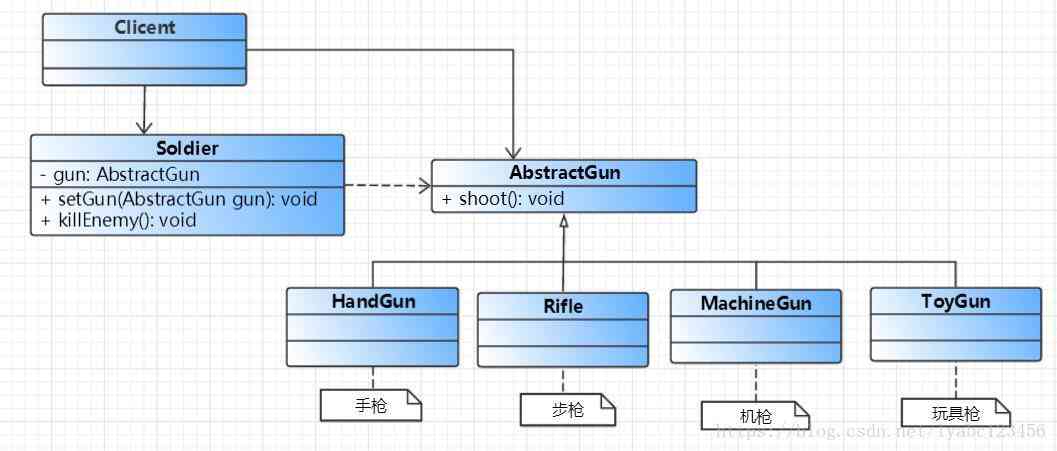 Clicent
Soldier
- gun: AbstractGun
+ setGun(AbstractGun gun): void
+ killEnemy(): void
AbstractGun
+ shoot(): void
HandGun
Rifle
MachineGun
ToyGun
手枪
步枪
机枪
玩具枪
https://blog.csdn.net/lyabc123456